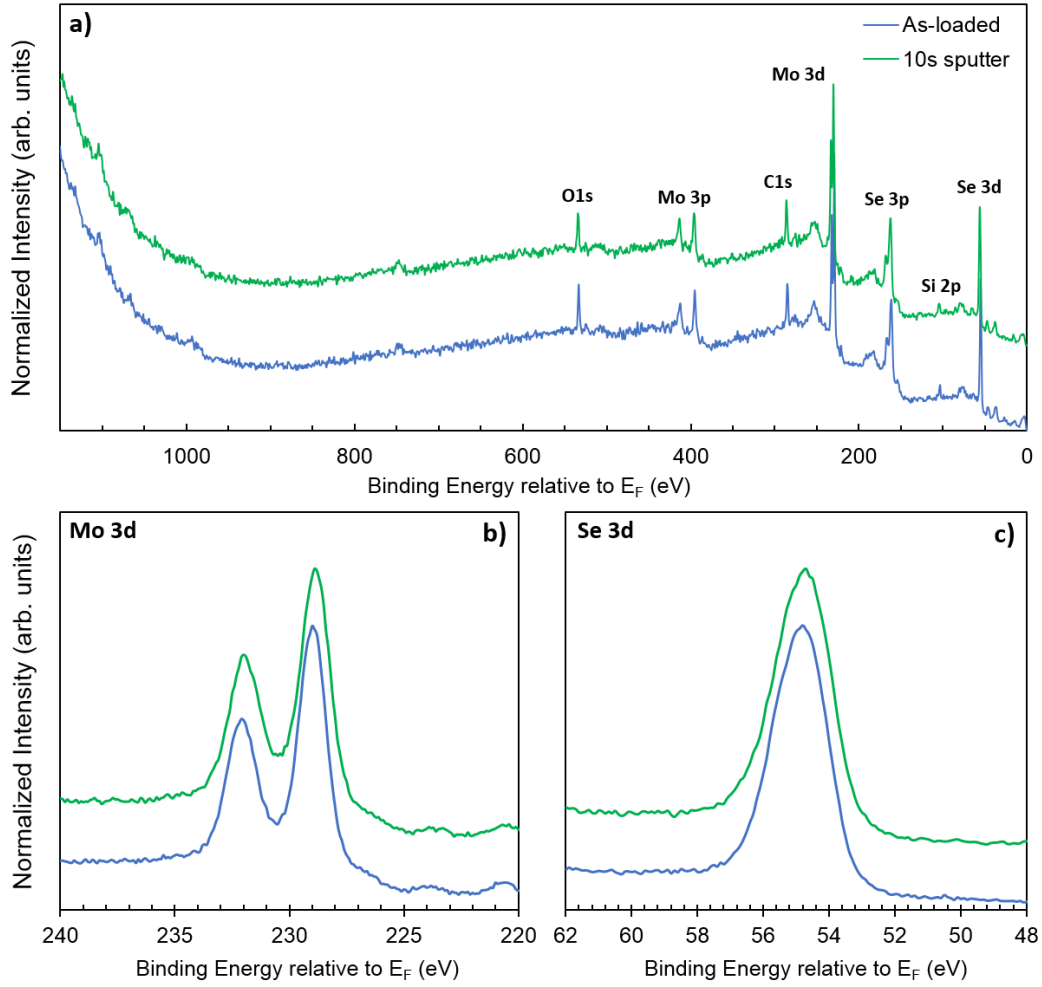 a)
As-loaded
10s sputter
Mo 3d
O1s
Mo 3p
C1s
Se 3p
Se 3d
Si 2p
Normalized Intensity (arb. units)
1000 800 600 400 200 0
Binding Energy relative to EF (eV)
Mo 3d b)
Normalized Intensity (arb. units)
240 235 230 225 220
Binding Energy relative to EF (eV)
Se 3d c)
62 60 58 56 54 52 50 48
Binding Energy relative to EF (eV)